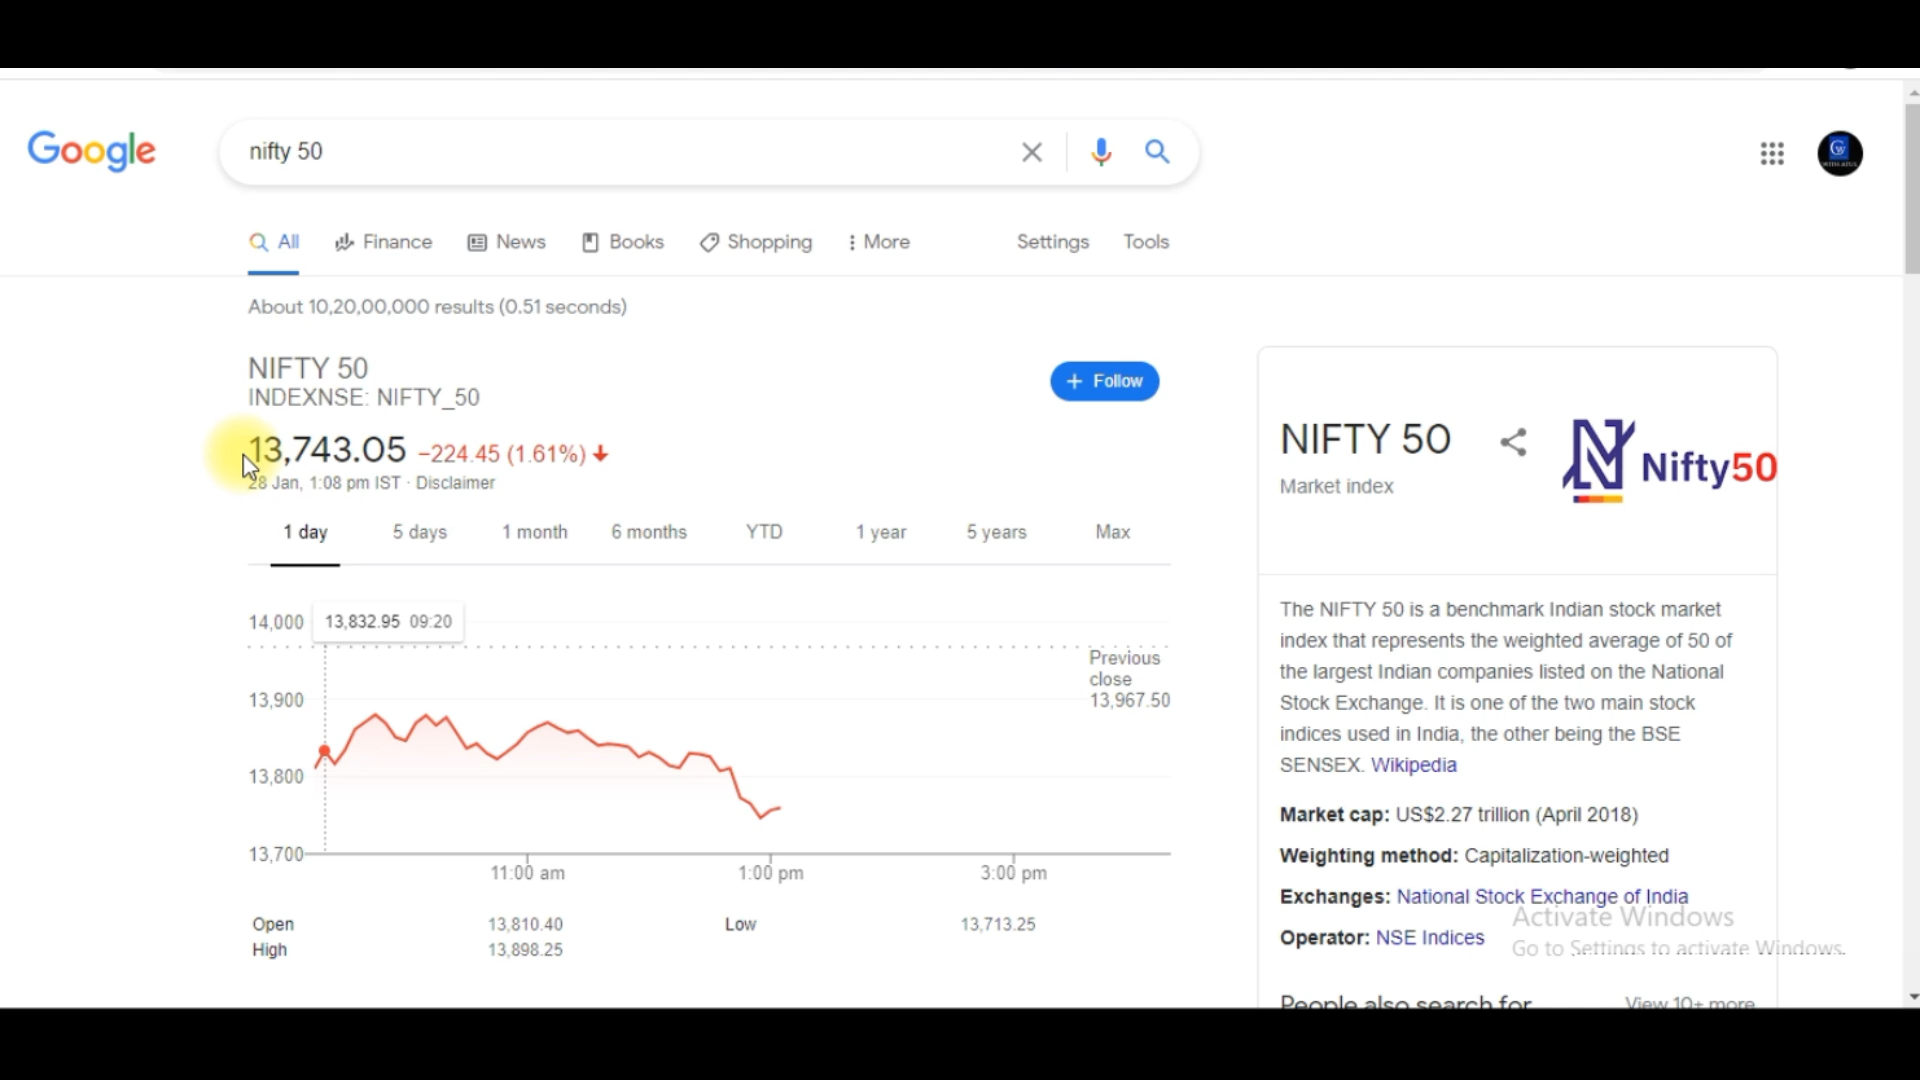 Google
nifty 50
All Finance News Books Shopping More Settings Tools
About 10,20,00,000 results (0.51 seconds)
NIFTY 50
INDEXNSE: NIFTY_50
Follow
13,743.05 -224.45 (1.61%)
28 Jan, 1:08 pm IST · Disclaimer
1 day 5 days 1 month 6 months YTD 1 year 5 years Max
14,000
13,832.95 09:20
Previous
close
13,967.50
13,900
13,800
13,700
11:00 am 1:00 pm 3:00 pm
Open 13,810.40 Low 13,713.25
High 13,898.25
NIFTY 50
Market index
Nifty50
The NIFTY 50 is a benchmark Indian stock market
index that represents the weighted average of 50 of
the largest Indian companies listed on the National
Stock Exchange. It is one of the two main stock
indices used in India, the other being the BSE
SENSEX. Wikipedia
Market cap: US$2.27 trillion (April 2018)
Weighting method: Capitalization-weighted
Exchanges: National Stock Exchange of India
Operator: NSE Indices
Activate Windows
Go to Settings to activate Windows.
People also search for View 10+ more